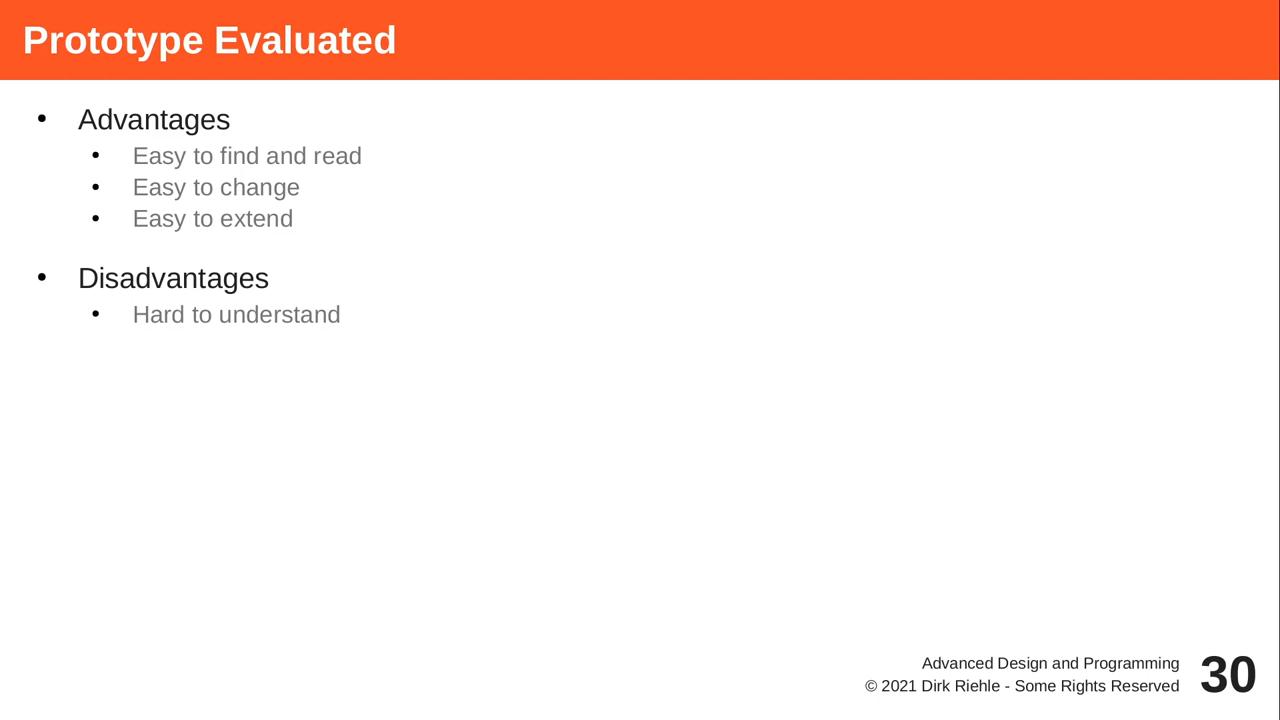 Prototype Evaluated
• Advantages
• Easy to find and read
• Easy to change
• Easy to extend
• Disadvantages
• Hard to understand
Advanced Design and Programming
© 2021 Dirk Riehle - Some Rights Reserved
30